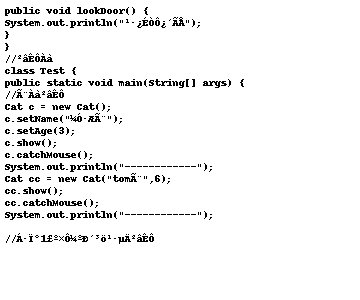 public void lookDoor() {
System.out.println("¹·¿ÉÒÔ¿´ÃÅ");
}
}
//²âÊÔÀà
class Test {
public static void main(String[] args) {
//Ã¨Àà²âÊÔ
Cat c = new Cat();
c.setName("¼Ó·ÆÃ¨");
c.setAge(3);
c.show();
c.catchMouse();
System.out.println("------------");
Cat cc = new Cat("tomÃ¨",6);
cc.show();
cc.catchMouse();
System.out.println("------------");
//Á·Ï°1£º×Ô¼ºÐ´³ö¹·µÄ²âÊÔ